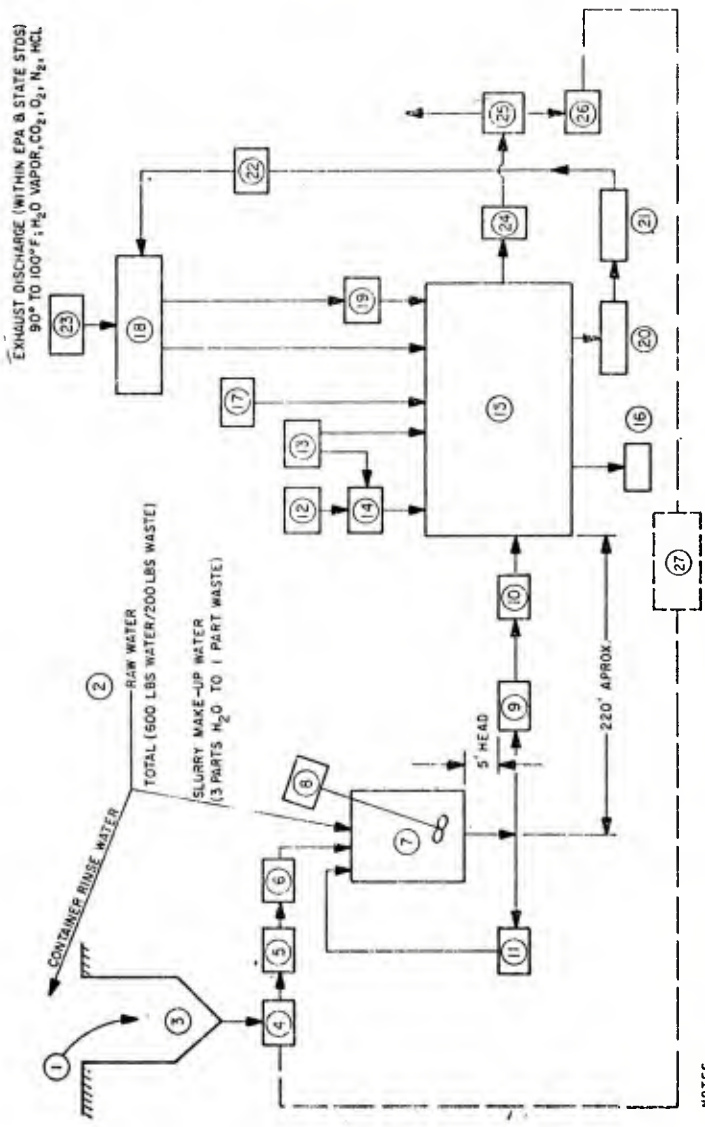 EXHAUST DISCHARGE (WITHIN EPA & STATE STDS)
90° TO 100°F; H₂O VAPOR, CO₂, O₂, N₂, HCL
CONTAINER RINSE WATER
2
RAW WATER
TOTAL (600 LBS WATER/200 LBS WASTE)
SLURRY MAKE-UP WATER
(3 PARTS H₂O TO 1 PART WASTE)
1
3
4
5
6
7
8
5' HEAD
9
10
11
220' APROX.
12
13
14
15
16
17
18
19
20
21
22
23
24
25
26
27
NOTES